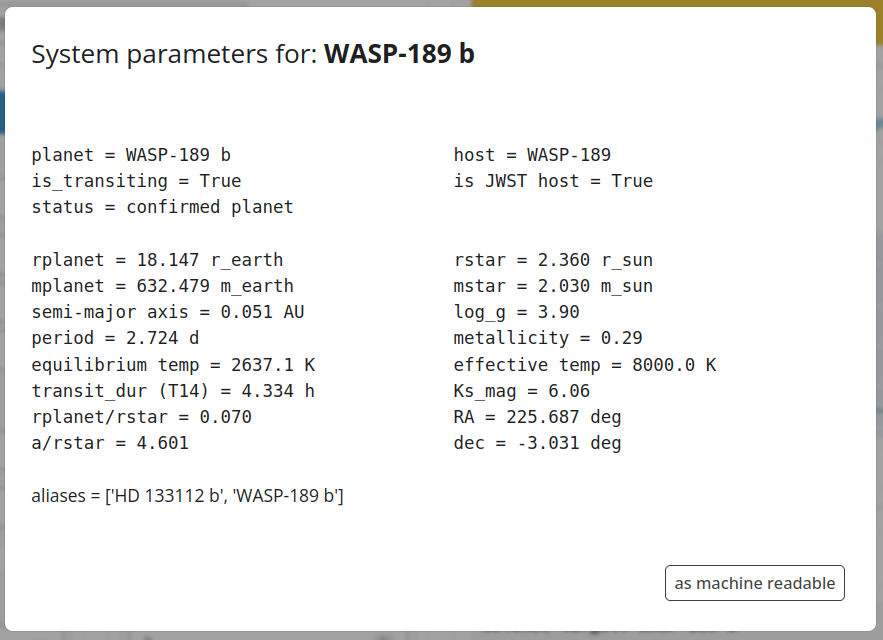 System parameters for: WASP-189 b
planet = WASP-189 b
is_transiting = True
status = confirmed planet
host = WASP-189
is JWST host = True
rplanet = 18.147 r_earth
mplanet = 632.479 m_earth
semi-major axis = 0.051 AU
period = 2.724 d
equilibrium temp = 2637.1 K
transit_dur (T14) = 4.334 h
rplanet/rstar = 0.070
a/rstar = 4.601
rstar = 2.360 r_sun
mstar = 2.030 m_sun
log_g = 3.90
metallicity = 0.29
effective temp = 8000.0 K
Ks_mag = 6.06
RA = 225.687 deg
dec = -3.031 deg
aliases = ['HD 133112 b', 'WASP-189 b']
as machine readable